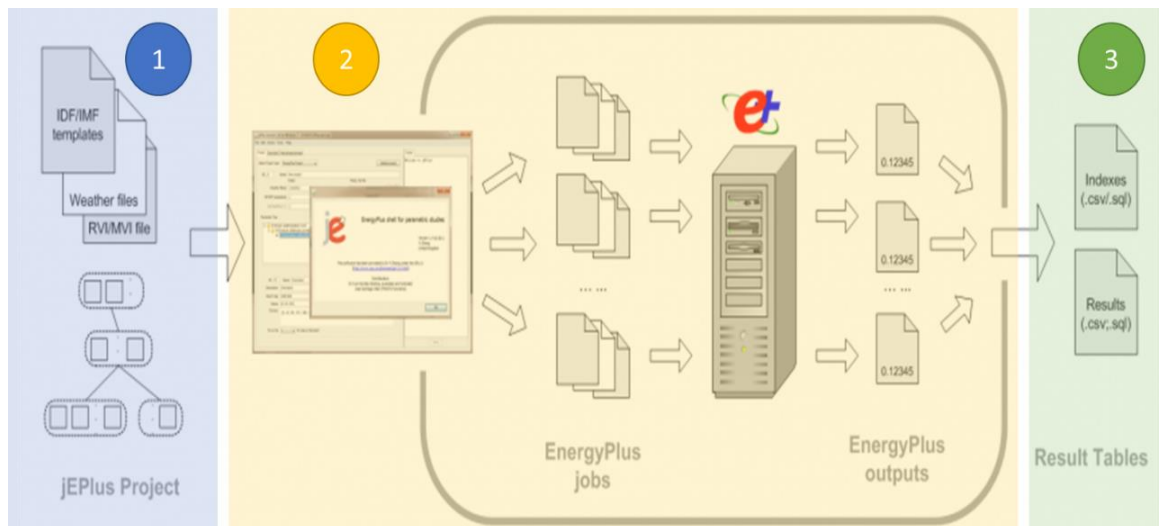 1
IDF/IMF
templates
Weather files
RVI/MVI file
jEPlus Project
2
jE
EnergyPlus shell for parametric studies
e+
0.12345
0.12345
... ...
... ...
0.12345
EnergyPlus
jobs
EnergyPlus
outputs
3
Indexes
(.csv/.sql)
Results
(.csv;.sql)
Result Tables